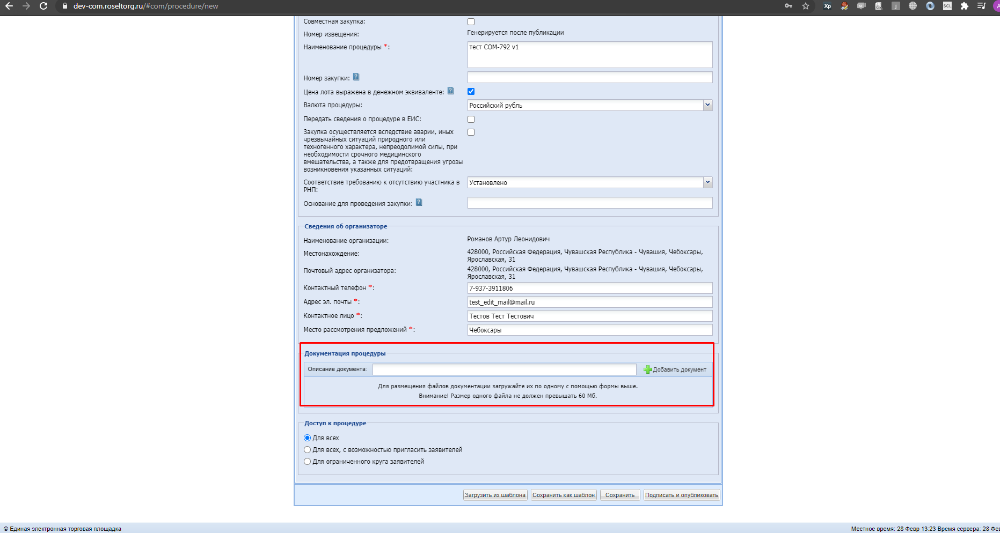 dev-com.roseltorg.ru/#com/procedure/new
Xp
SCL
Совместная закупка:
Номер извещения: Генерируется после публикации
Наименование процедуры *: тест COM-792 v1
Номер закупки:
Цена лота выражена в денежном эквиваленте:
Валюта процедуры: Российский рубль
Передать сведения о процедуре в ЕИС:
Закупка осуществляется вследствие аварии, иных
чрезвычайных ситуаций природного или
техногенного характера, непреодолимой силы, при
необходимости срочного медицинского
вмешательства, а также для предотвращения угрозы
возникновения указанных ситуаций:
Соответствие требованию к отсутствию участника в
РНП:
Установлено
Основание для проведения закупки:
Сведения об организаторе
Наименование организации: Романов Артур Леонидович
Местонахождение: 428000, Российская Федерация, Чувашская Республика - Чувашия, Чебоксары,
Ярославская, 31
Почтовый адрес организатора: 428000, Российская Федерация, Чувашская Республика - Чувашия, Чебоксары,
Ярославская, 31
Контактный телефон *: 7-937-3911806
Адрес эл. почты *: test_edit_mail@mail.ru
Контактное лицо *: Тестов Тест Тестович
Место рассмотрения предложений *: Чебоксары
Документация процедуры
Описание документа: Добавить документ
Для размещения файлов документации загружайте их по одному с помощью формы выше.
Внимание! Размер одного файла не должен превышать 60 Мб.
Доступ к процедуре
Для всех
Для всех, с возможностью пригласить заявителей
Для ограниченного круга заявителей
Загрузить из шаблона Сохранить как шаблон Сохранить Подписать и опубликовать
© Единая электронная торговая площадка Местное время: 28 Февр 13:23 Время сервера: 28 Фев